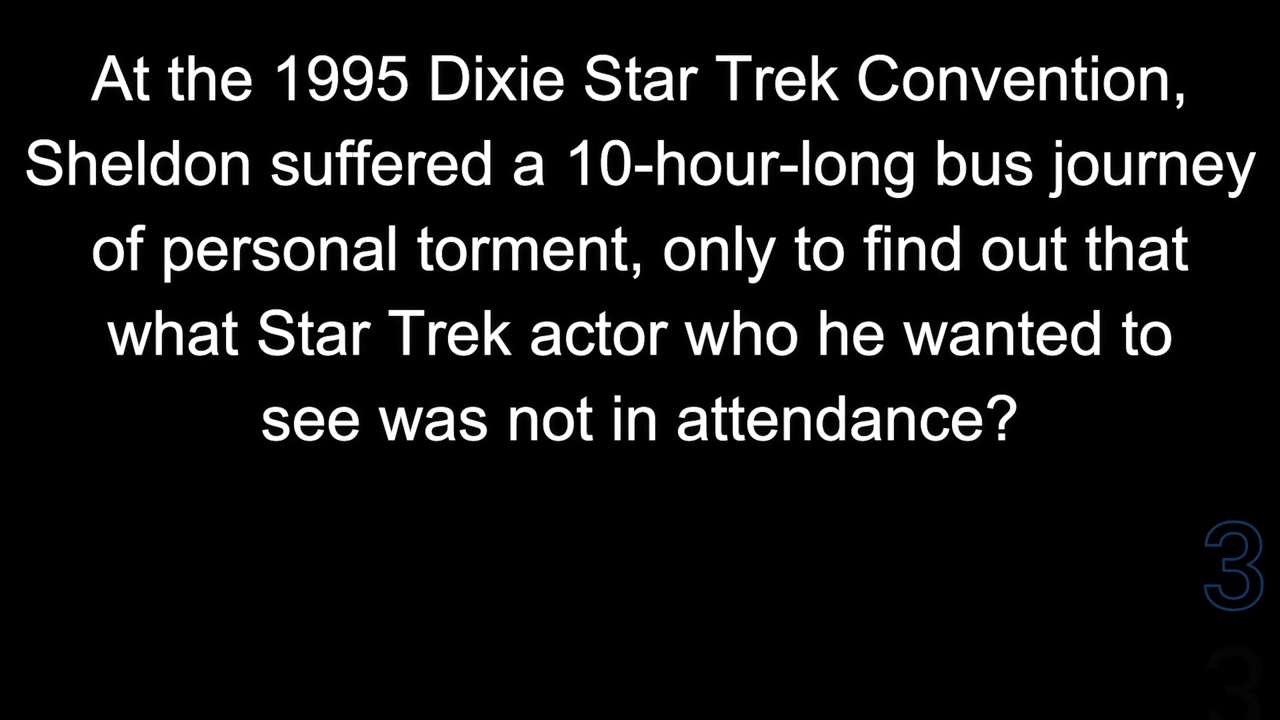 At the 1995 Dixie Star Trek Convention,
Sheldon suffered a 10-hour-long bus journey
of personal torment, only to find out that
what Star Trek actor who he wanted to
see was not in attendance?
3
3